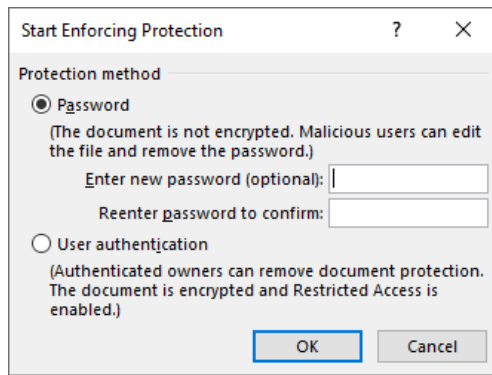 Start Enforcing Protection ?
Protection method
Password
(The document is not encrypted. Malicious users can edit
the file and remove the password.)
Enter new password (optional):
Reenter password to confirm:
User authentication
(Authenticated owners can remove document protection.
The document is encrypted and Restricted Access is
enabled.)
OK Cancel